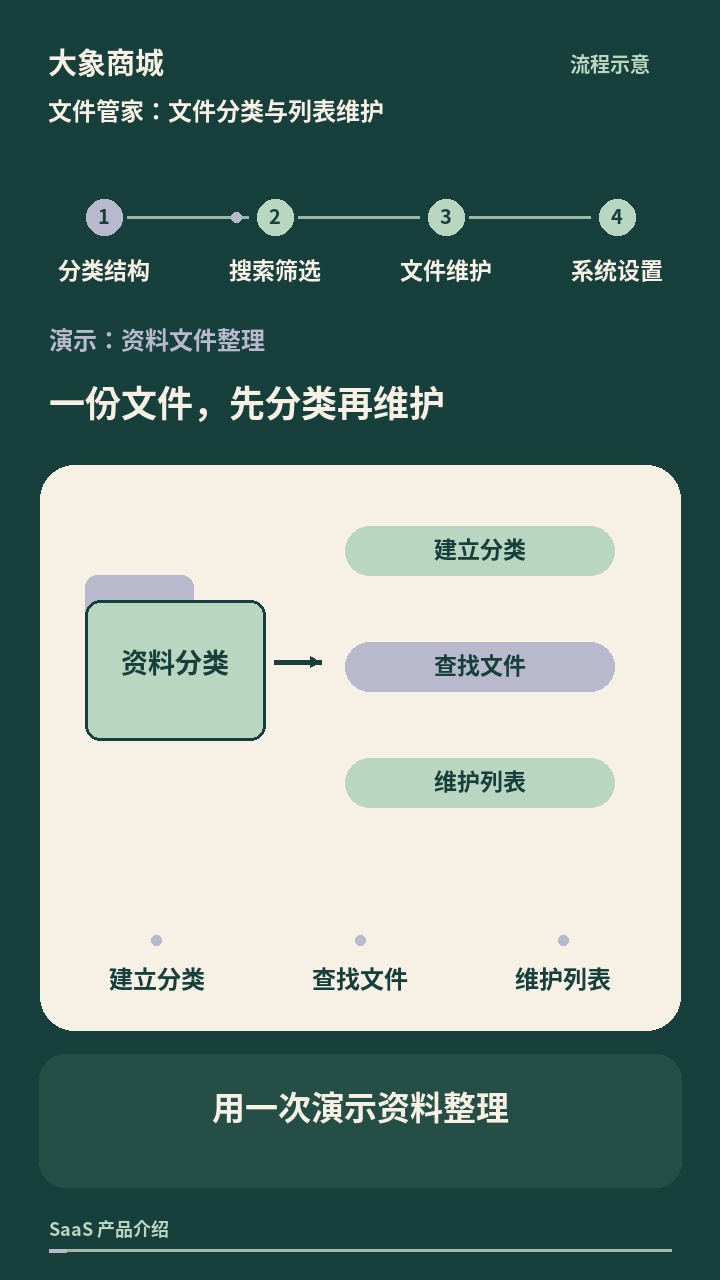 大象商城
流程示意
文件管家：文件分类与列表维护
1 2 3 4
分类结构 搜索筛选 文件维护 系统设置
演示：资料文件整理
一份文件，先分类再维护
建立分类
资料分类
查找文件
维护列表
建立分类 查找文件 维护列表
用一次演示资料整理
SaaS 产品介绍